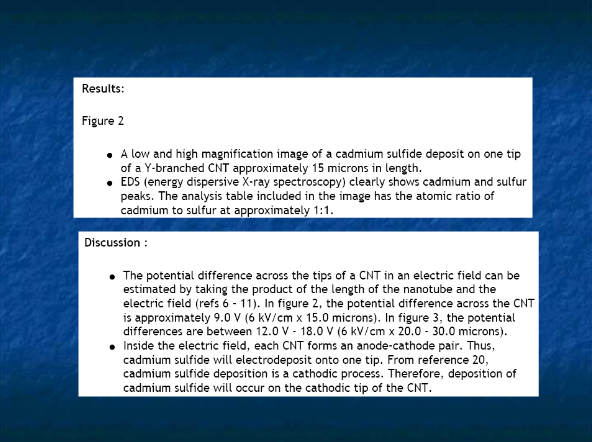 Results:
Figure 2
● A low and high magnification image of a cadmium sulfide deposit on one tip
of a Y-branched CNT approximately 15 microns in length.
● EDS (energy dispersive X-ray spectroscopy) clearly shows cadmium and sulfur
peaks. The analysis table included in the image has the atomic ratio of
cadmium to sulfur at approximately 1:1.
Discussion :
● The potential difference across the tips of a CNT in an electric field can be
estimated by taking the product of the length of the nanotube and the
electric field (refs 6 - 11). In figure 2, the potential difference across the CNT
is approximately 9.0 V (6 kV/cm x 15.0 microns). In figure 3, the potential
differences are between 12.0 V - 18.0 V (6 kV/cm x 20.0 - 30.0 microns).
● Inside the electric field, each CNT forms an anode-cathode pair. Thus,
cadmium sulfide will electrodeposit onto one tip. From reference 20,
cadmium sulfide deposition is a cathodic process. Therefore, deposition of
cadmium sulfide will occur on the cathodic tip of the CNT.